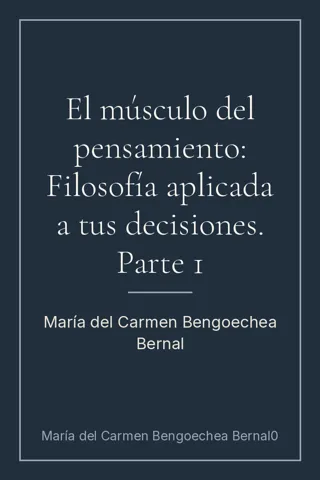 El músculo del
pensamiento:
Filosofía aplicada
a tus decisiones.
Parte 1
María del Carmen Bengoechea
Bernal
María del Carmen Bengoechea Bernal0